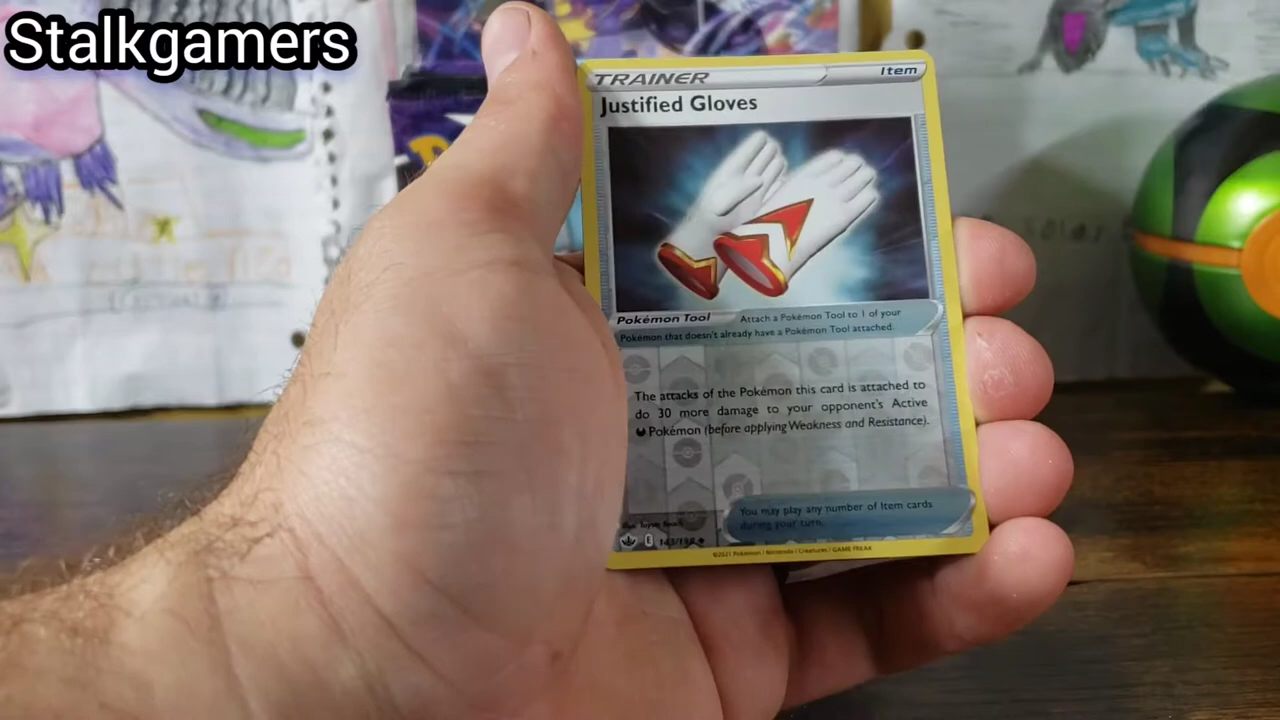 Stalkgamers
TRAINER
Item
Justified Gloves
Pokémon Tool
Attach a Pokémon Tool to 1 of your
Pokémon that doesn't already have a Pokémon Tool attached.
The attacks of the Pokémon this card is attached to
do 30 more damage to your opponent's Active
Pokémon (before applying Weakness and Resistance).
You may play any number of Item cards
during your turn.
E
143/198
©2021 Pokémon / Nintendo / Creatures / GAME FREAK